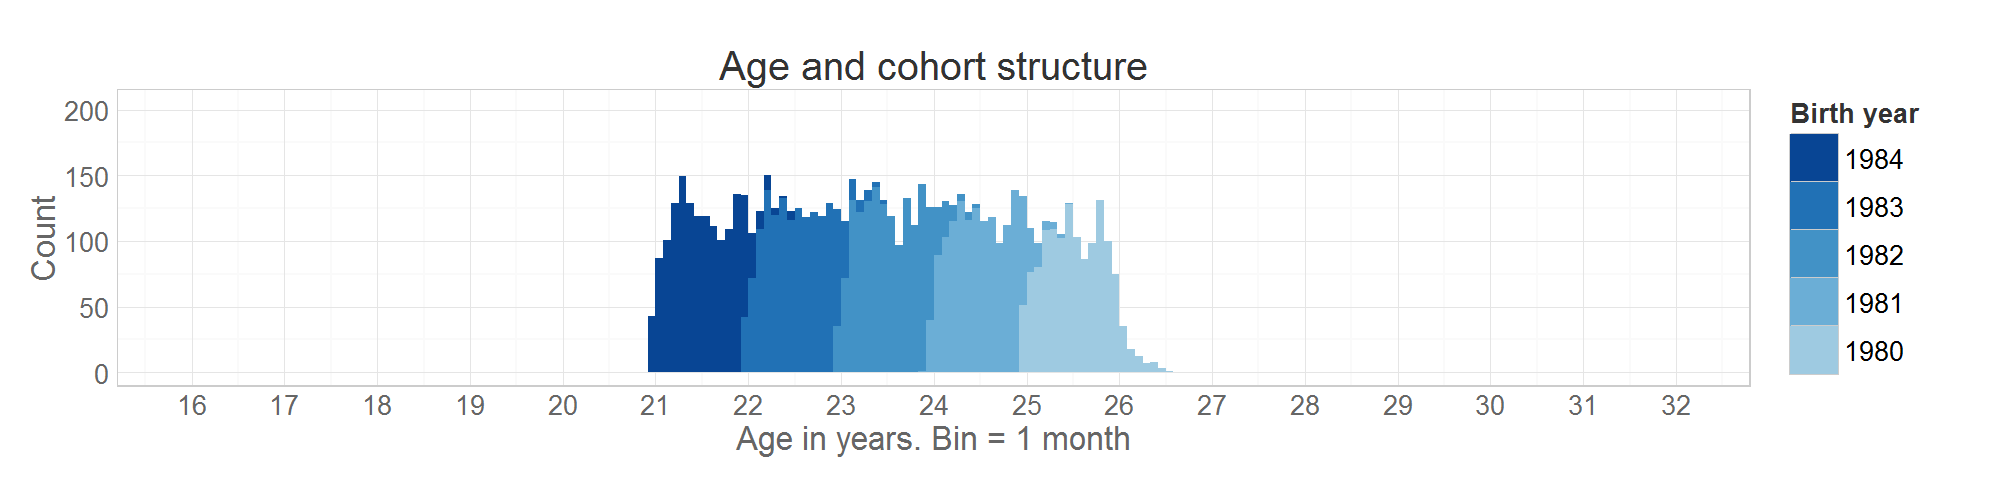 Age and cohort structure
200
150
100
50
0
Count
16 17 18 19 20 21 22 23 24 25 26 27 28 29 30 31 32
Age in years. Bin = 1 month
Birth year
1984
1983
1982
1981
1980